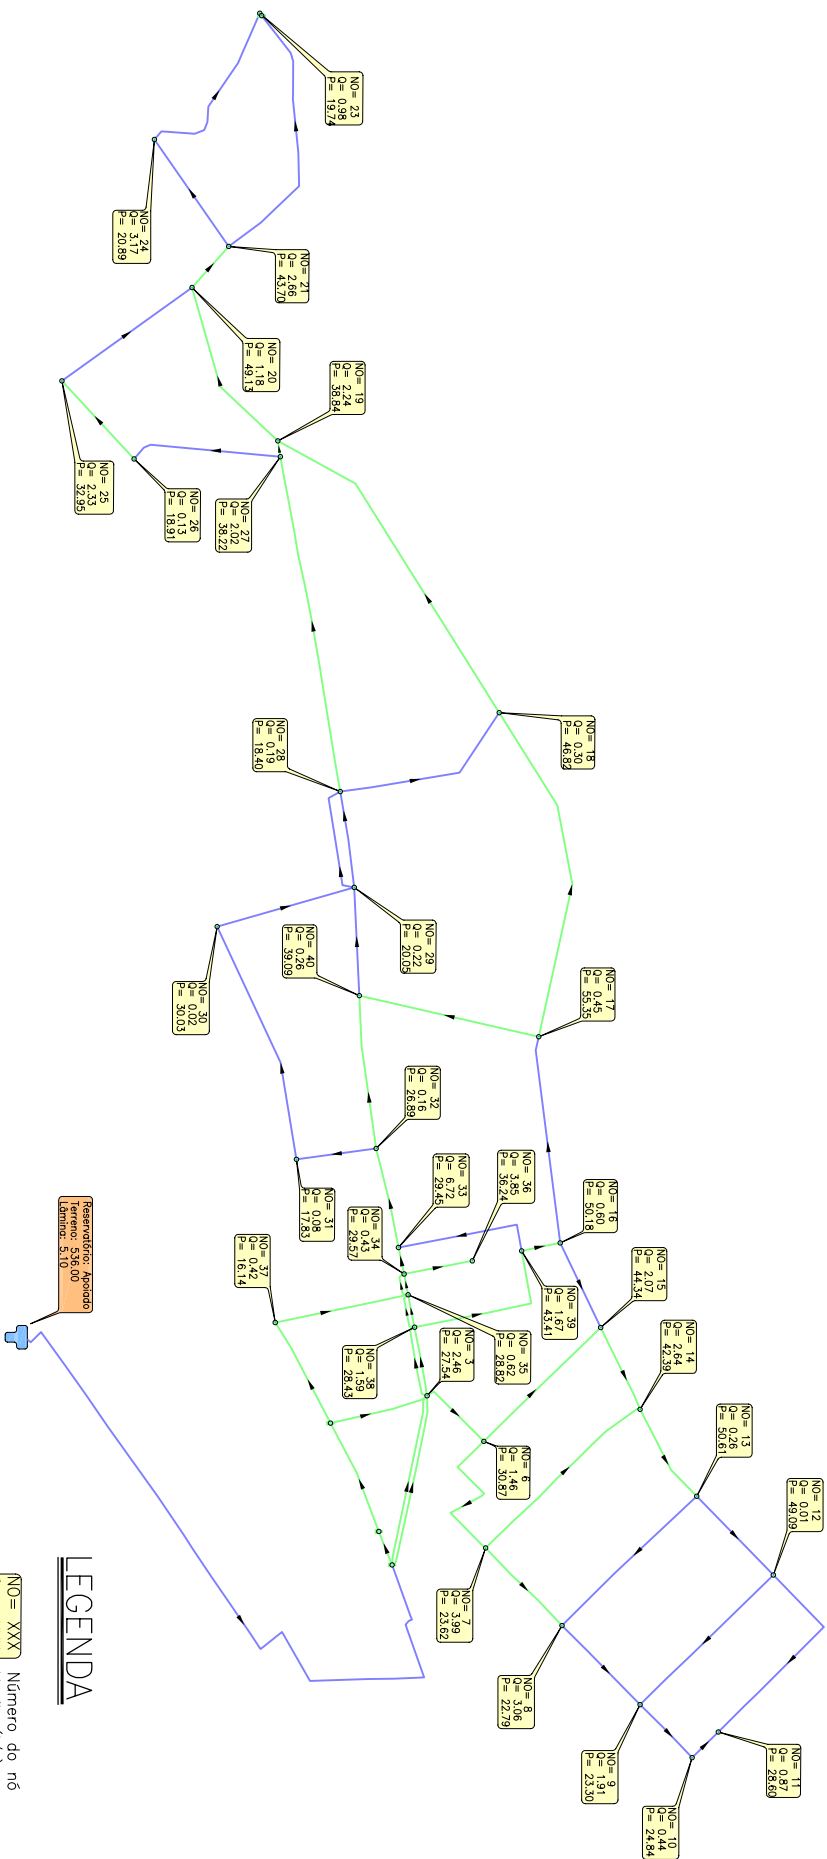 NO= 23
Q= 0.98
P= 19.74
NO= 24
Q= 3.17
P= 20.89
NO= 21
Q= 2.66
P= 43.70
NO= 20
Q= 1.18
P= 49.13
NO= 19
Q= 2.24
P= 38.84
NO= 25
Q= 2.33
P= 32.95
NO= 26
Q= 0.13
P= 18.91
NO= 27
Q= 2.02
P= 38.22
NO= 18
Q= 0.30
P= 46.82
NO= 28
Q= 0.19
P= 18.40
NO= 29
Q= 0.22
P= 20.05
NO= 40
Q= 0.26
P= 39.09
NO= 30
Q= 0.02
P= 30.03
NO= 17
Q= 0.45
P= 55.35
NO= 32
Q= 0.16
P= 26.89
NO= 33
Q= 6.72
P= 29.45
NO= 36
Q= 3.85
P= 36.24
NO= 16
Q= 0.60
P= 50.18
NO= 31
Q= 0.08
P= 17.83
NO= 34
Q= 0.43
P= 29.57
NO= 37
Q= 0.42
P= 16.14
NO= 39
Q= 1.67
P= 43.41
NO= 15
Q= 2.07
P= 44.34
NO= 14
Q= 2.64
P= 42.39
NO= 35
Q= 0.62
P= 28.82
NO= 3
Q= 2.46
P= 27.54
NO= 38
Q= 1.59
P= 28.43
NO= 13
Q= 0.26
P= 50.61
NO= 6
Q= 1.46
P= 30.87
NO= 12
Q= 0.01
P= 49.09
NO= 7
Q= 3.99
P= 23.62
NO= 8
Q= 3.06
P= 22.79
NO= 9
Q= 1.91
P= 23.30
NO= 11
Q= 0.87
P= 28.60
NO= 10
Q= 0.44
P= 24.84
Reservatório: Apoiado
Terreno: 536.00
Lâmina: 5.10
LEGENDA
NO= XXX
Número do nó